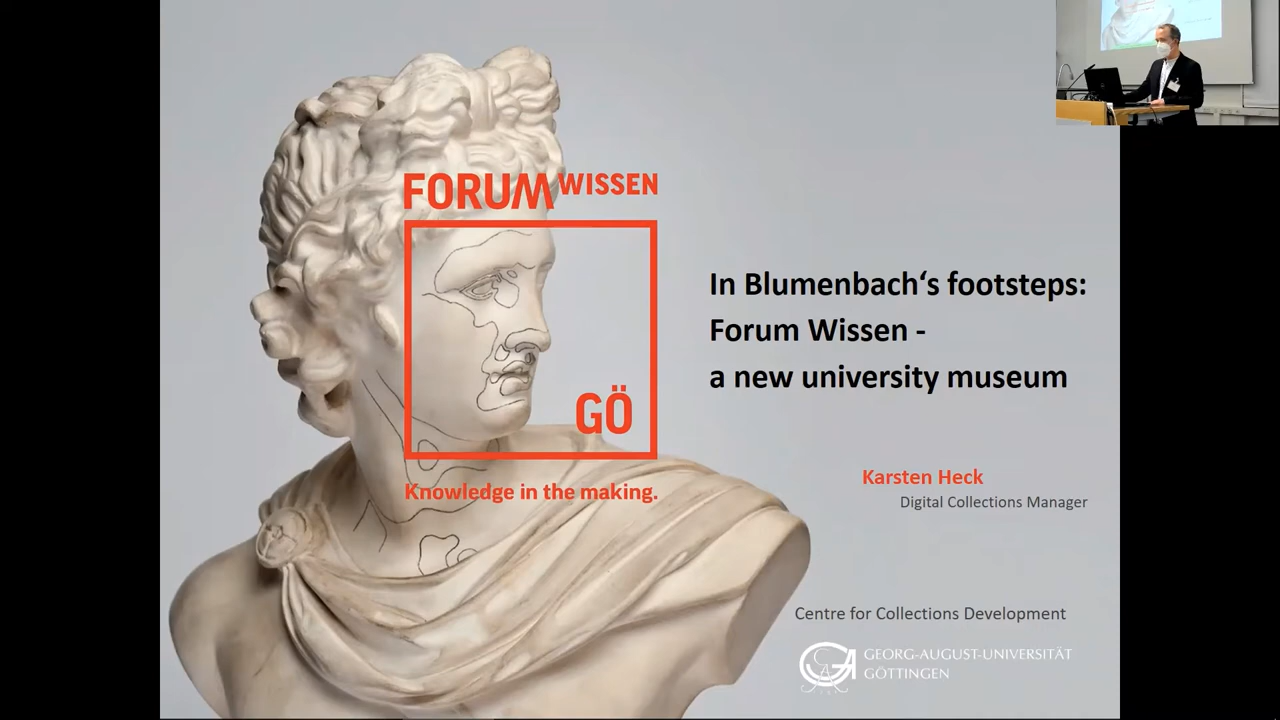 FORUM WISSEN
GÖ
Knowledge in the making.
In Blumenbach‘s footsteps:
Forum Wissen -
a new university museum
Karsten Heck
Digital Collections Manager
Centre for Collections Development
GEORG-AUGUST-UNIVERSITÄT
GÖTTINGEN